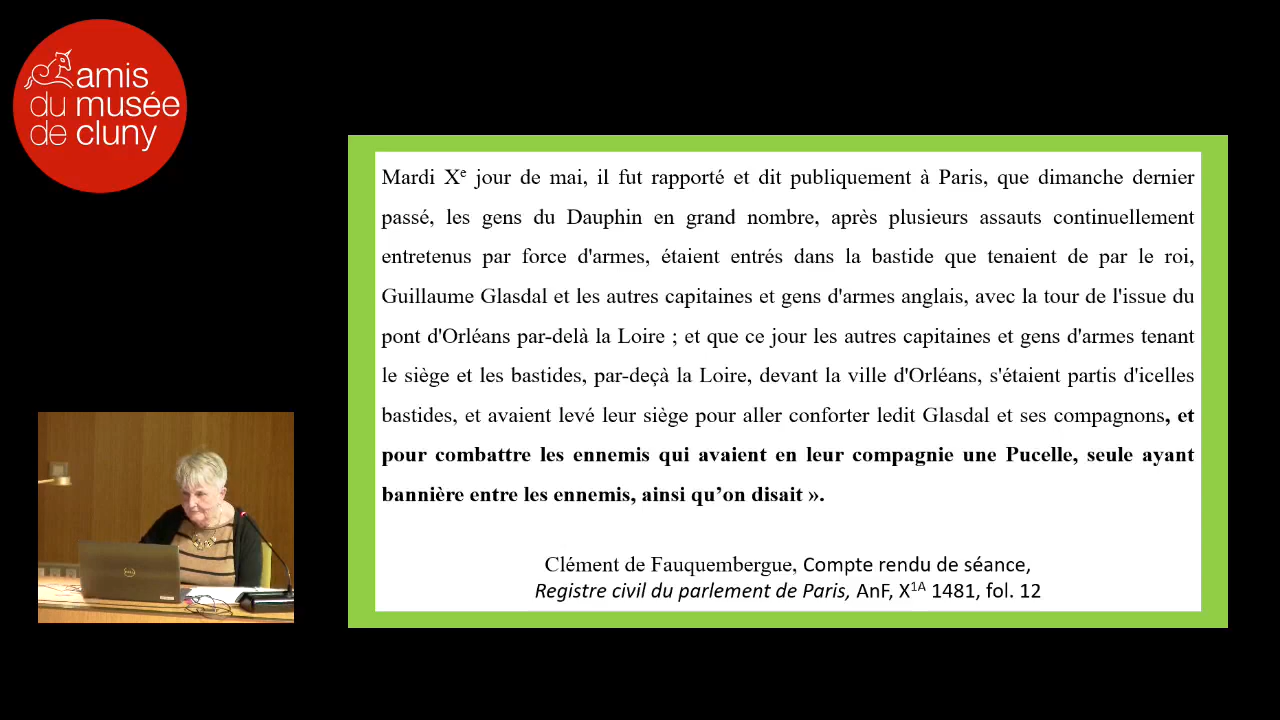 amis
du musée
de cluny
Mardi Xe jour de mai, il fut rapporté et dit publiquement à Paris, que dimanche dernier
passé, les gens du Dauphin en grand nombre, après plusieurs assauts continuellement
entretenus par force d'armes, étaient entrés dans la bastide que tenaient de par le roi,
Guillaume Glasdal et les autres capitaines et gens d'armes anglais, avec la tour de l'issue du
pont d'Orléans par-delà la Loire ; et que ce jour les autres capitaines et gens d'armes tenant
le siège et les bastides, par-deçà la Loire, devant la ville d'Orléans, s'étaient partis d'icelles
bastides, et avaient levé leur siège pour aller conforter ledit Glasdal et ses compagnons, et
pour combattre les ennemis qui avaient en leur compagnie une Pucelle, seule ayant
bannière entre les ennemis, ainsi qu’on disait ».
Clément de Fauquembergue, Compte rendu de séance,
Registre civil du parlement de Paris, AnF, X1A 1481, fol. 12